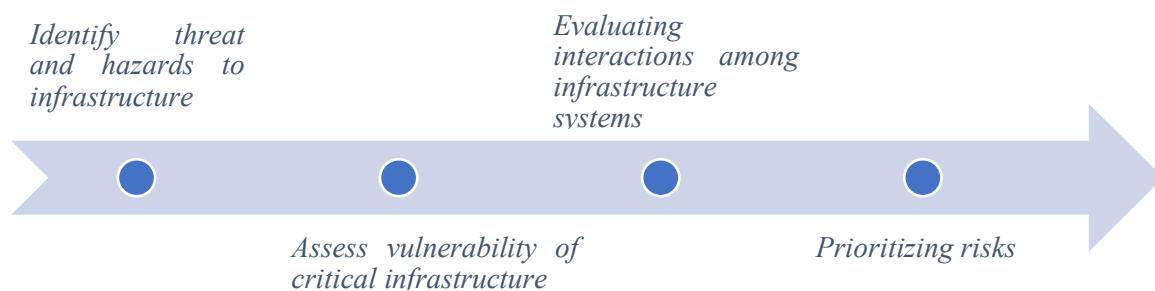 Identify threat
and hazards to
infrastructure
Assess vulnerability of
critical infrastructure
Evaluating
interactions among
infrastructure
systems
Prioritizing risks